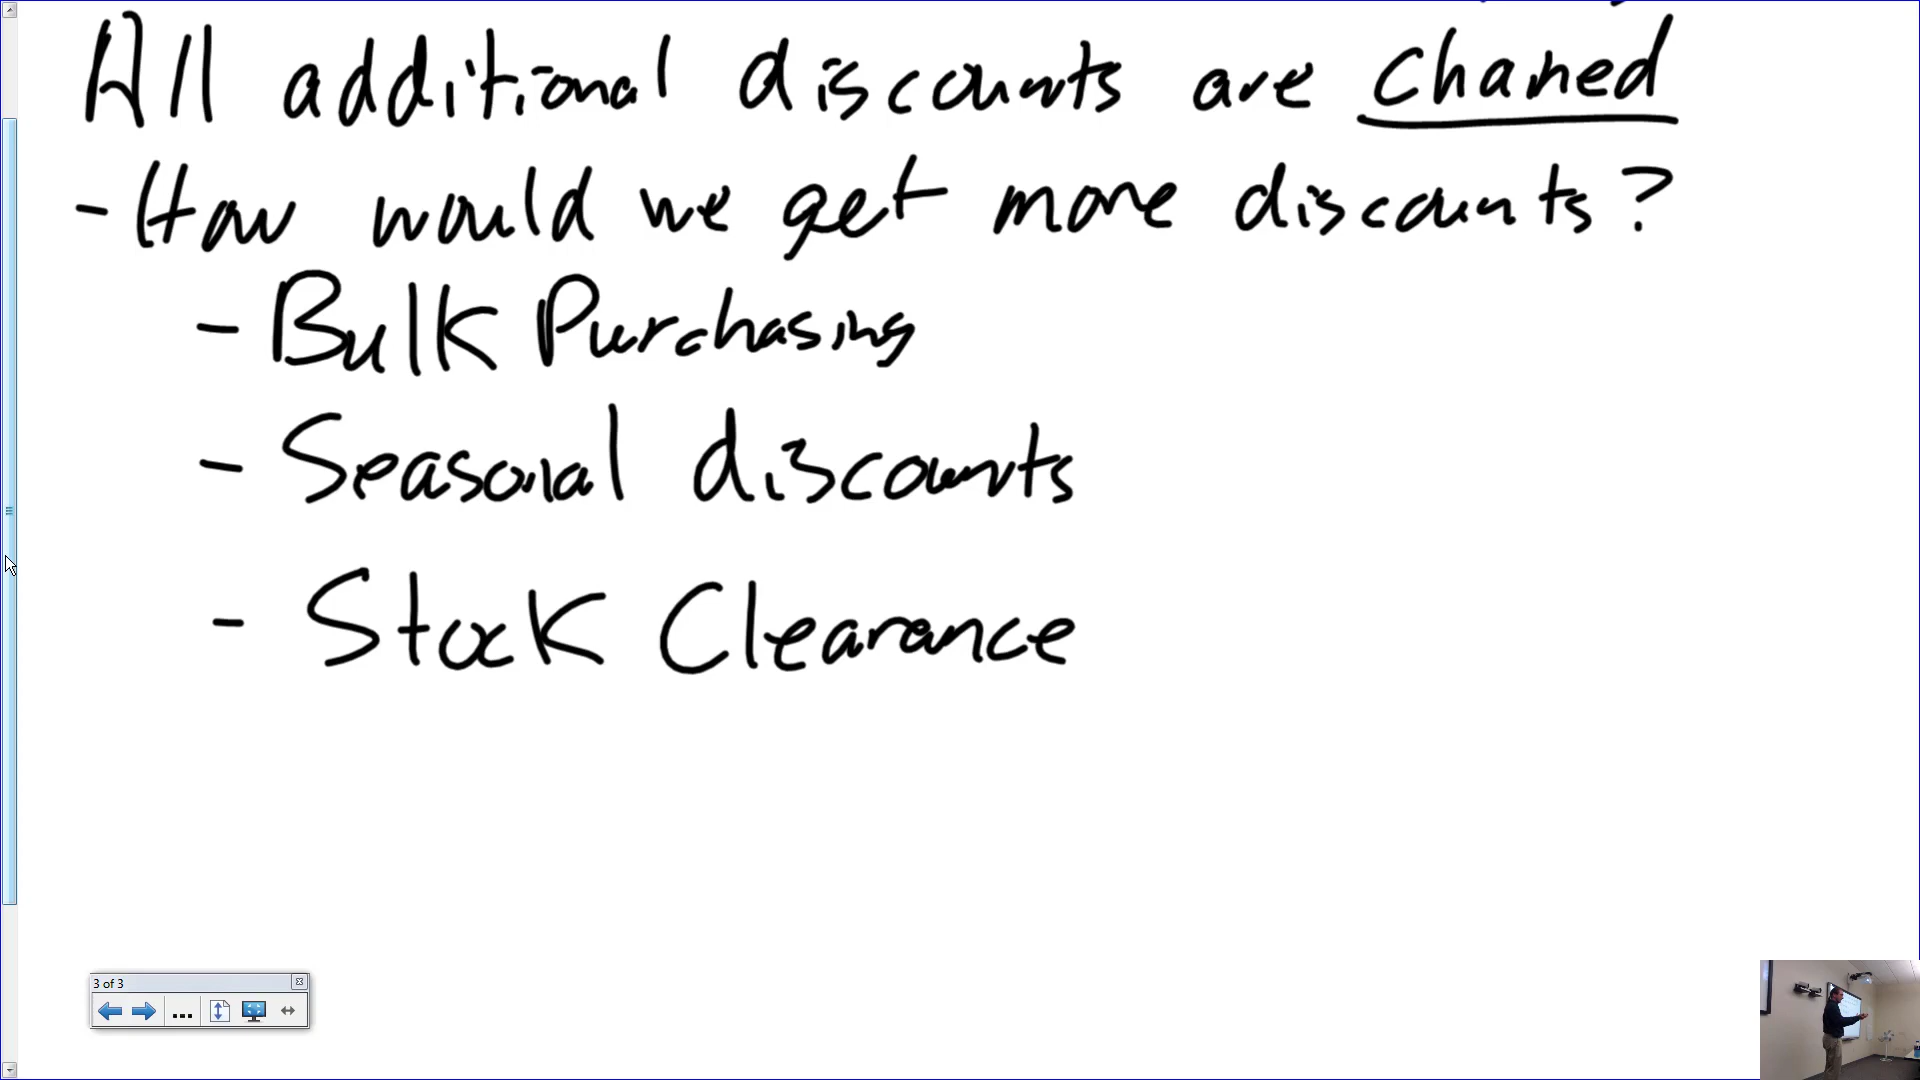 All additional discounts are chained
- How would we get more discounts?
- Bulk Purchasing
- Seasonal discounts
- Stock Clearance
3 of 3
...